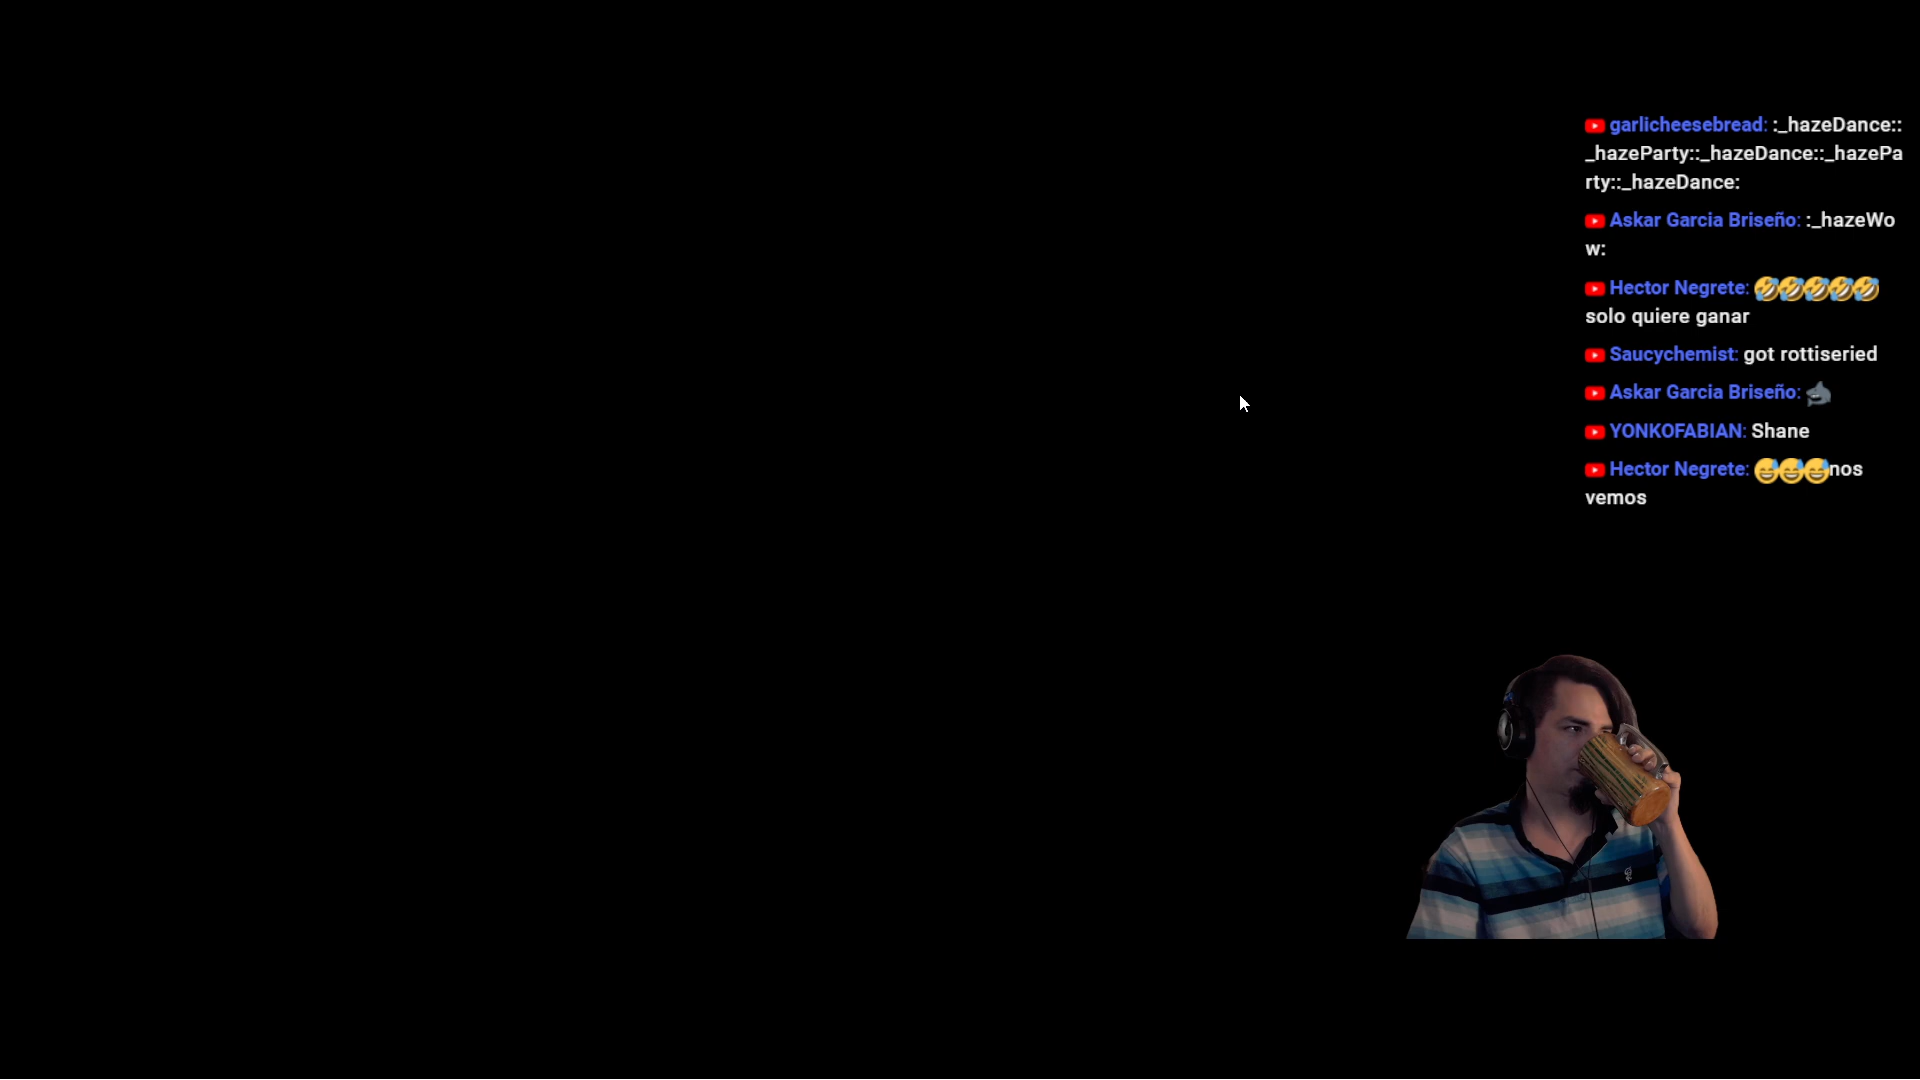 garlicheesebread: :_hazeDance::
_hazeParty::_hazeDance::_hazePa
rty::_hazeDance:
Askar Garcia Briseño: :_hazeWo
w:
Hector Negrete: 🤣🤣🤣🤣🤣
solo quiere ganar
Saucychemist: got rottiseried
Askar Garcia Briseño: 🦈
YONKOFABIAN: Shane
Hector Negrete: 😅😅😅nos
vemos